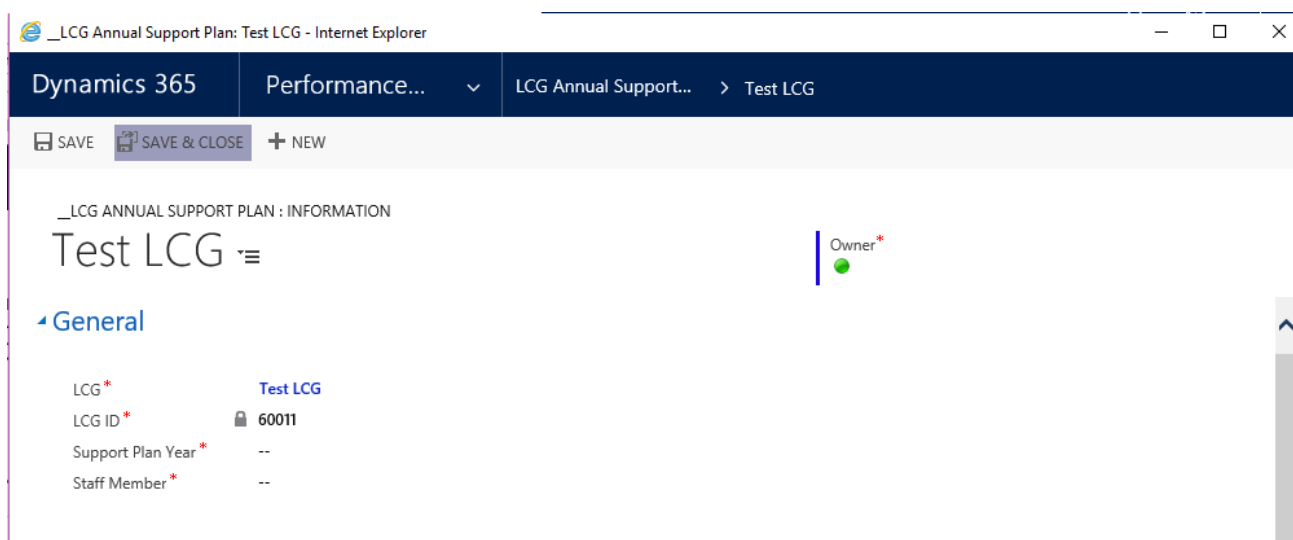 __LCG Annual Support Plan: Test LCG - Internet Explorer
Dynamics 365 Performance... LCG Annual Support... > Test LCG
SAVE SAVE & CLOSE + NEW
__LCG ANNUAL SUPPORT PLAN : INFORMATION
Test LCG
Owner*
General
LCG* Test LCG
LCG ID* 60011
Support Plan Year* --
Staff Member* --